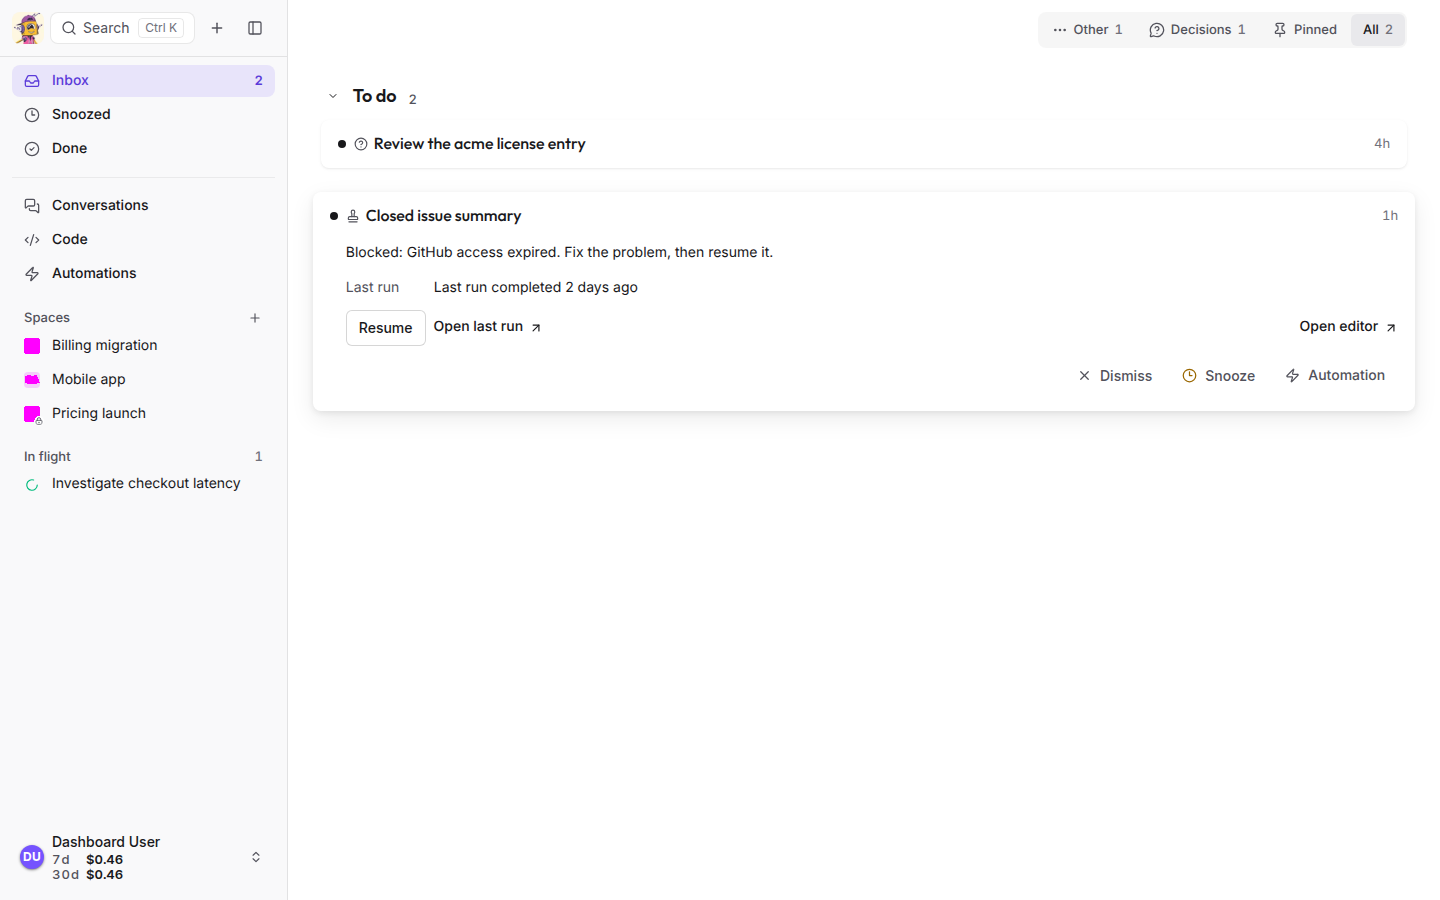 Search Ctrl K
Inbox 2
Snoozed
Done
Conversations
Code
Automations
Spaces
Billing migration
Mobile app
Pricing launch
In flight 1
Investigate checkout latency
DU
Dashboard User
7d $0.46
30d $0.46
Other 1 Decisions 1 Pinned All 2
To do 2
Review the acme license entry 4h
Closed issue summary 1h
Blocked: GitHub access expired. Fix the problem, then resume it.
Last run Last run completed 2 days ago
Resume Open last run Open editor
Dismiss Snooze Automation